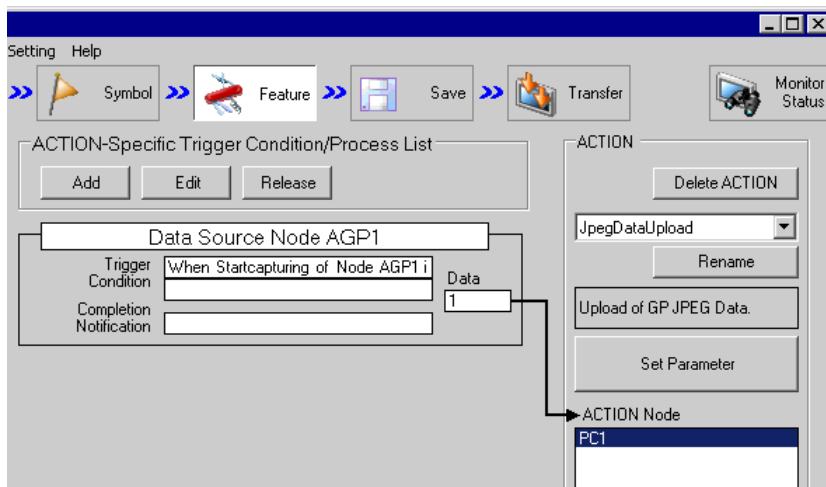 Setting Help
Symbol Feature Save Transfer Monitor Status
ACTION-Specific Trigger Condition/Process List
Add Edit Release
Data Source Node AGP1
Trigger Condition
When Startcapturing of Node AGP1 i
Data
1
Completion Notification
ACTION
Delete ACTION
JpegDataUpload
Rename
Upload of GP JPEG Data.
Set Parameter
ACTION Node
PC1